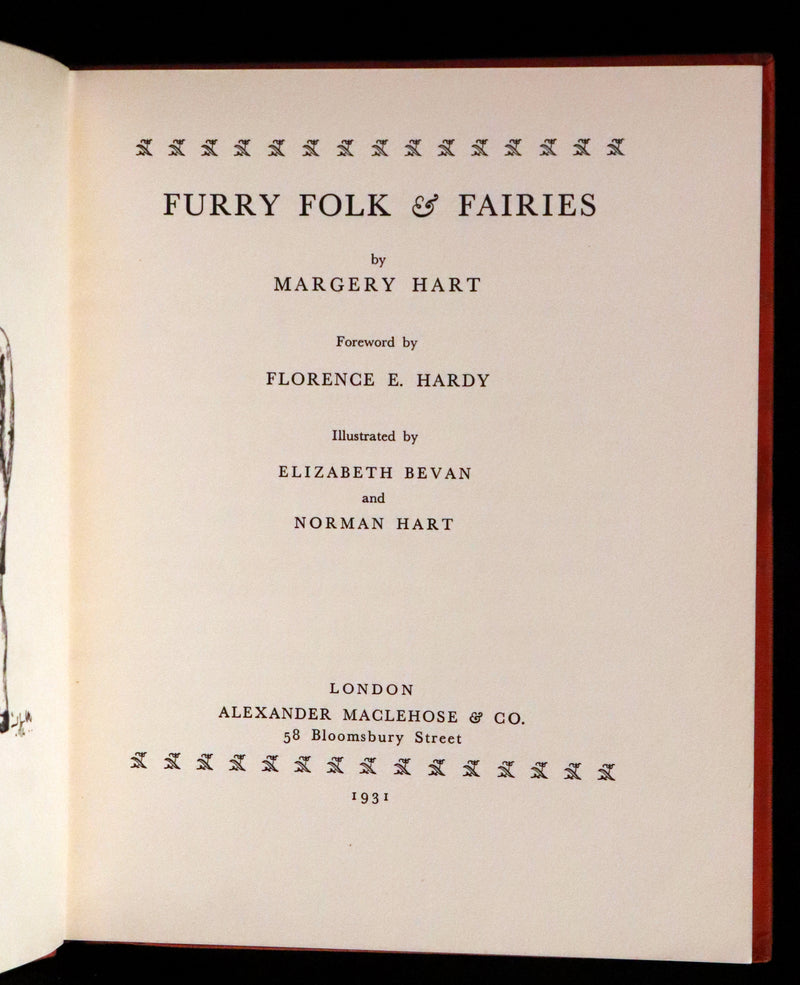 FURRY FOLK & FAIRIES
by
MARGERY HART
Foreword by
FLORENCE E. HARDY
Illustrated by
ELIZABETH BEVAN
and
NORMAN HART
LONDON
ALEXANDER MACLEHOSE & CO.
58 Bloomsbury Street
1931